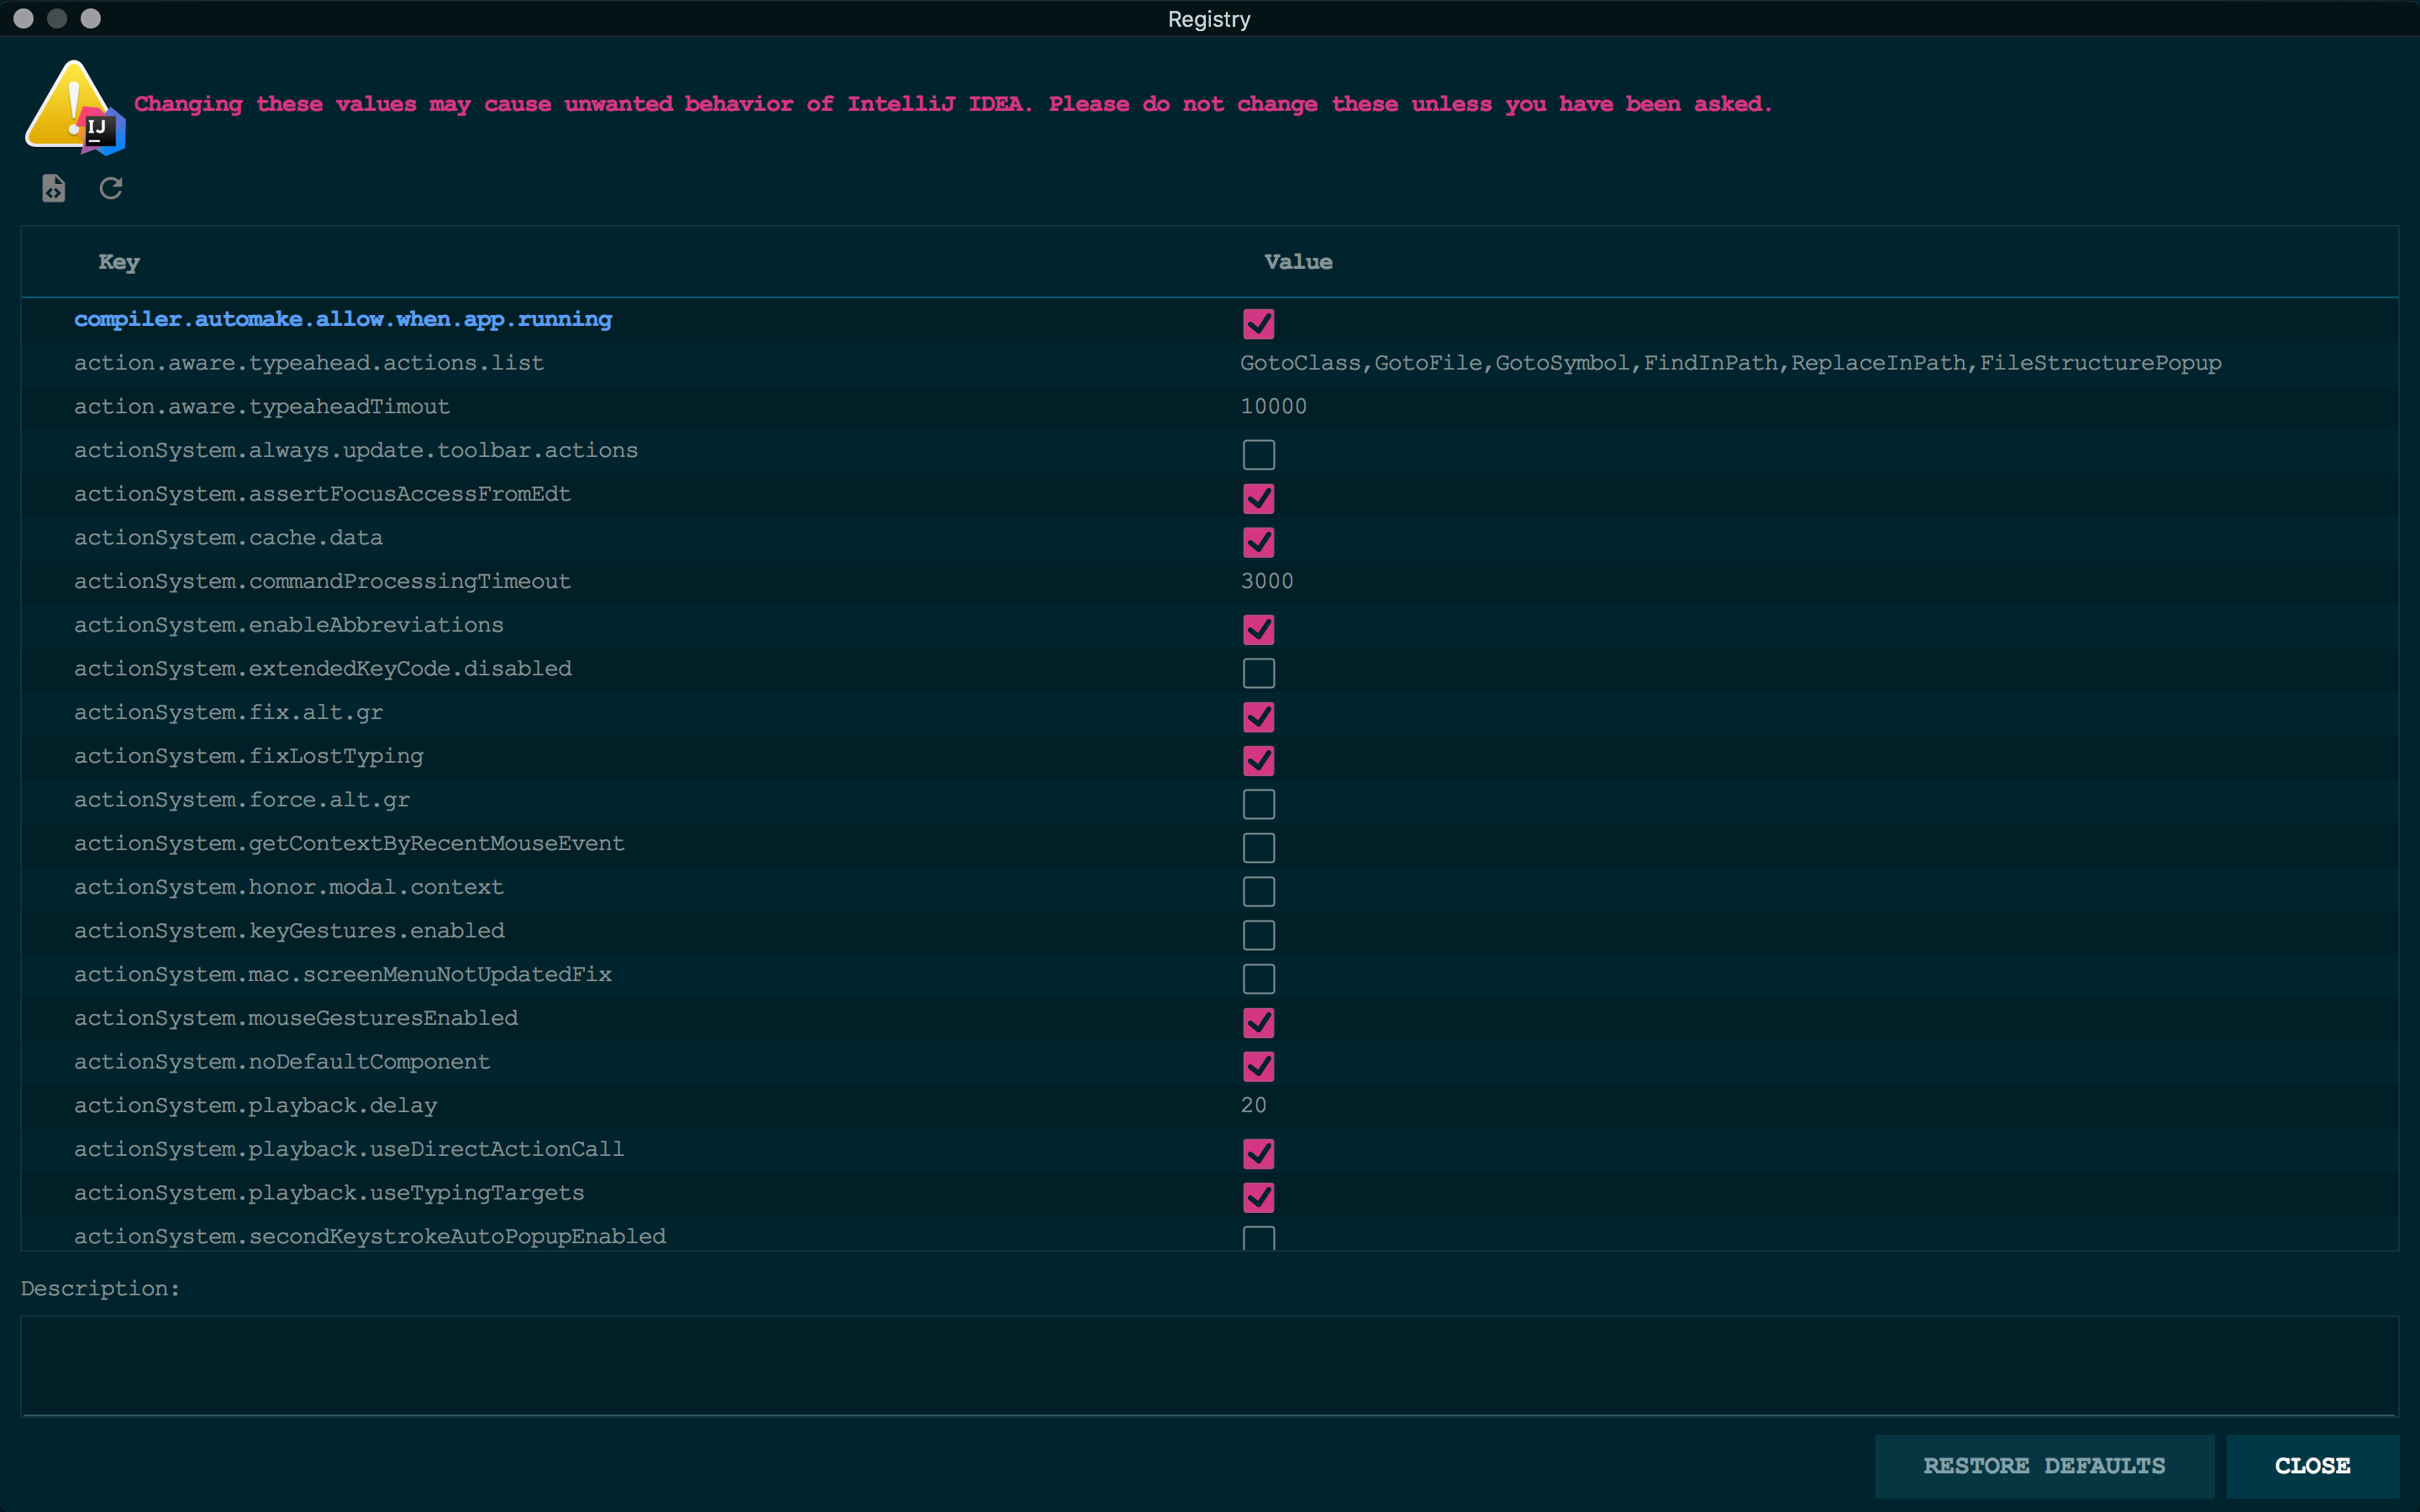 Registry
Changing these values may cause unwanted behavior of IntelliJ IDEA. Please do not change these unless you have been asked.
IJ
Key Value
compiler.automake.allow.when.app.running
action.aware.typeahead.actions.list GotoClass,GotoFile,GotoSymbol,FindInPath,ReplaceInPath,FileStructurePopup
action.aware.typeaheadTimout 10000
actionSystem.always.update.toolbar.actions
actionSystem.assertFocusAccessFromEdt
actionSystem.cache.data
actionSystem.commandProcessingTimeout 3000
actionSystem.enableAbbreviations
actionSystem.extendedKeyCode.disabled
actionSystem.fix.alt.gr
actionSystem.fixLostTyping
actionSystem.force.alt.gr
actionSystem.getContextByRecentMouseEvent
actionSystem.honor.modal.context
actionSystem.keyGestures.enabled
actionSystem.mac.screenMenuNotUpdatedFix
actionSystem.mouseGesturesEnabled
actionSystem.noDefaultComponent
actionSystem.playback.delay 20
actionSystem.playback.useDirectActionCall
actionSystem.playback.useTypingTargets
actionSystem.secondKeystrokeAutoPopupEnabled
Description:
RESTORE DEFAULTS CLOSE